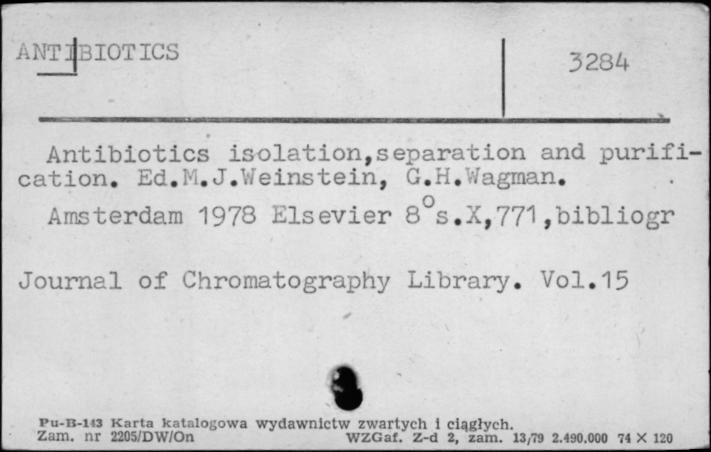 ANTIBIOTICS
3284
Antibiotics isolation,separation and purifi-
cation. Ed.M.J.Weinstein, G.H.Wagman.
Amsterdam 1978 Elsevier 8°s.X,771,bibliogr
Journal of Chromatography Library. Vol.15
Pu-B-143 Karta katalogowa wydawnictw zwartych i ciągłych.
Zam. nr 2205/DW/On WZGraf. Z-d 2, zam. 13/79 2.490.000 74 X 120